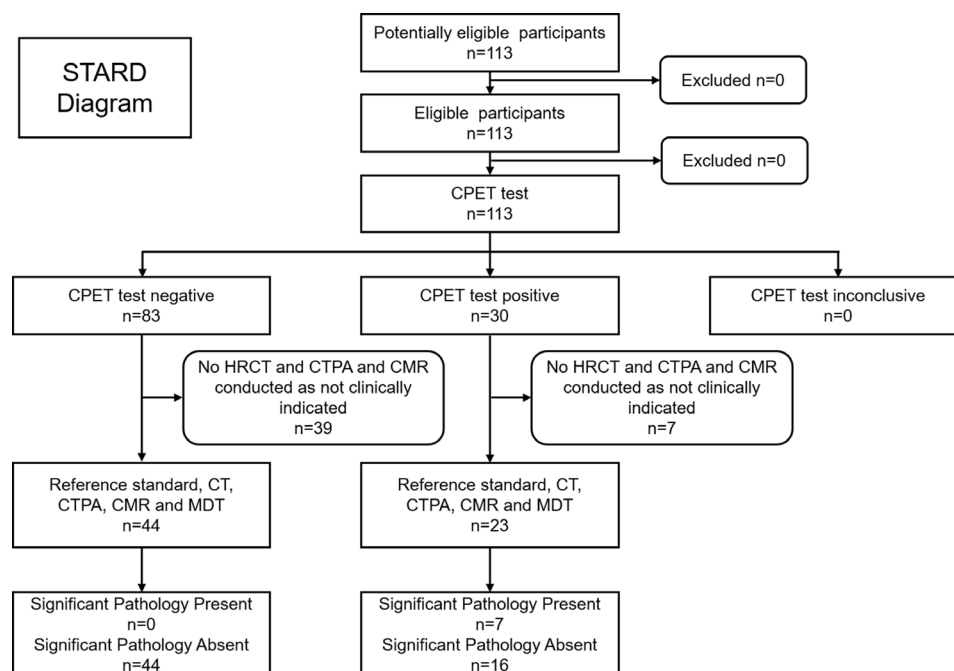 STARD
Diagram
Potentially eligible participants
n=113
Excluded n=0
Eligible participants
n=113
Excluded n=0
CPET test
n=113
CPET test negative
n=83
CPET test positive
n=30
CPET test inconclusive
n=0
No HRCT and CTPA and CMR
conducted as not clinically
indicated
n=39
No HRCT and CTPA and CMR
conducted as not clinically
indicated
n=7
Reference standard, CT,
CTPA, CMR and MDT
n=44
Reference standard, CT,
CTPA, CMR and MDT
n=23
Significant Pathology Present
n=0
Significant Pathology Absent
n=44
Significant Pathology Present
n=7
Significant Pathology Absent
n=16